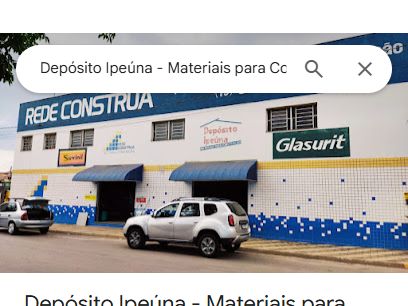 Depósito Ipeúna - Materiais para Co
REDE CONSTRUA
Suvinil
Depósito
Ipeúna
Glasurit
Depósito Ipeúna - Materiais para